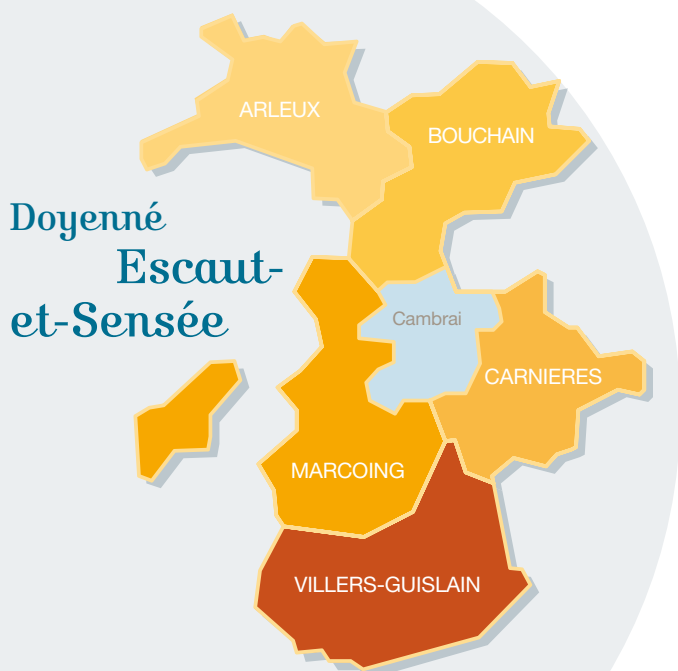 ARLEUX
BOUCHAIN
Doyenné
Escaut-
et-Sensée
Cambrai
CARNIERES
MARCOING
VILLERS-GUISLAIN